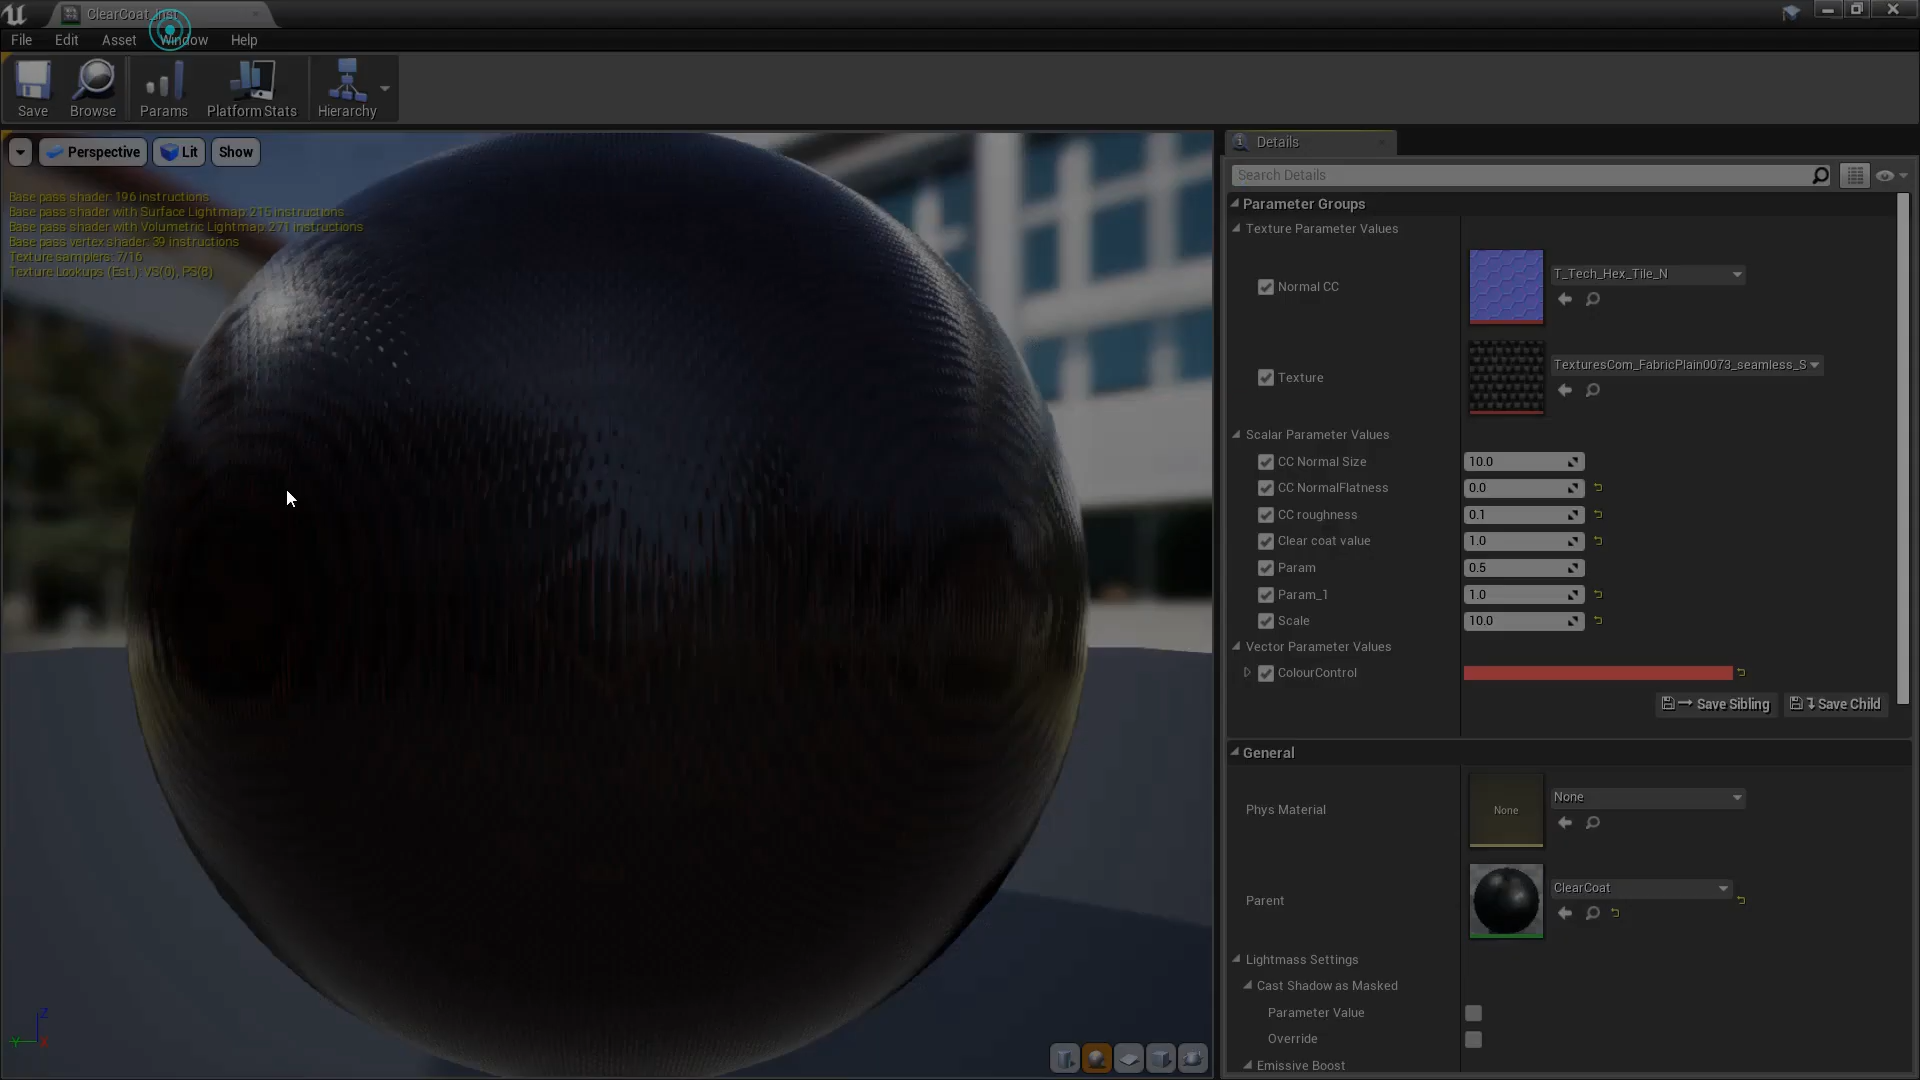 ClearCoat_Inst
File Edit Asset Window Help
Save Browse Params Platform Stats Hierarchy
Perspective Lit Show
Base pass shader: 196 instructions
Base pass shader with Surface Lightmap: 215 instructions
Base pass shader with Volumetric Lightmap: 271 instructions
Base pass vertex shader: 39 instructions
Texture samplers: 7/16
Texture Lookups (Est.): VS(0), PS(8)
Z
Y X
Details
Search Details
Parameter Groups
Texture Parameter Values
Normal CC T_Tech_Hex_Tile_N
Texture TexturesCom_FabricPlain0073_seamless_S
Scalar Parameter Values
CC Normal Size 10.0
CC NormalFlatness 0.0
CC roughness 0.1
Clear coat value 1.0
Param 0.5
Param_1 1.0
Scale 10.0
Vector Parameter Values
ColourControl
Save Sibling Save Child
General
Phys Material None None
Parent ClearCoat
Lightmass Settings
Cast Shadow as Masked
Parameter Value
Override
Emissive Boost